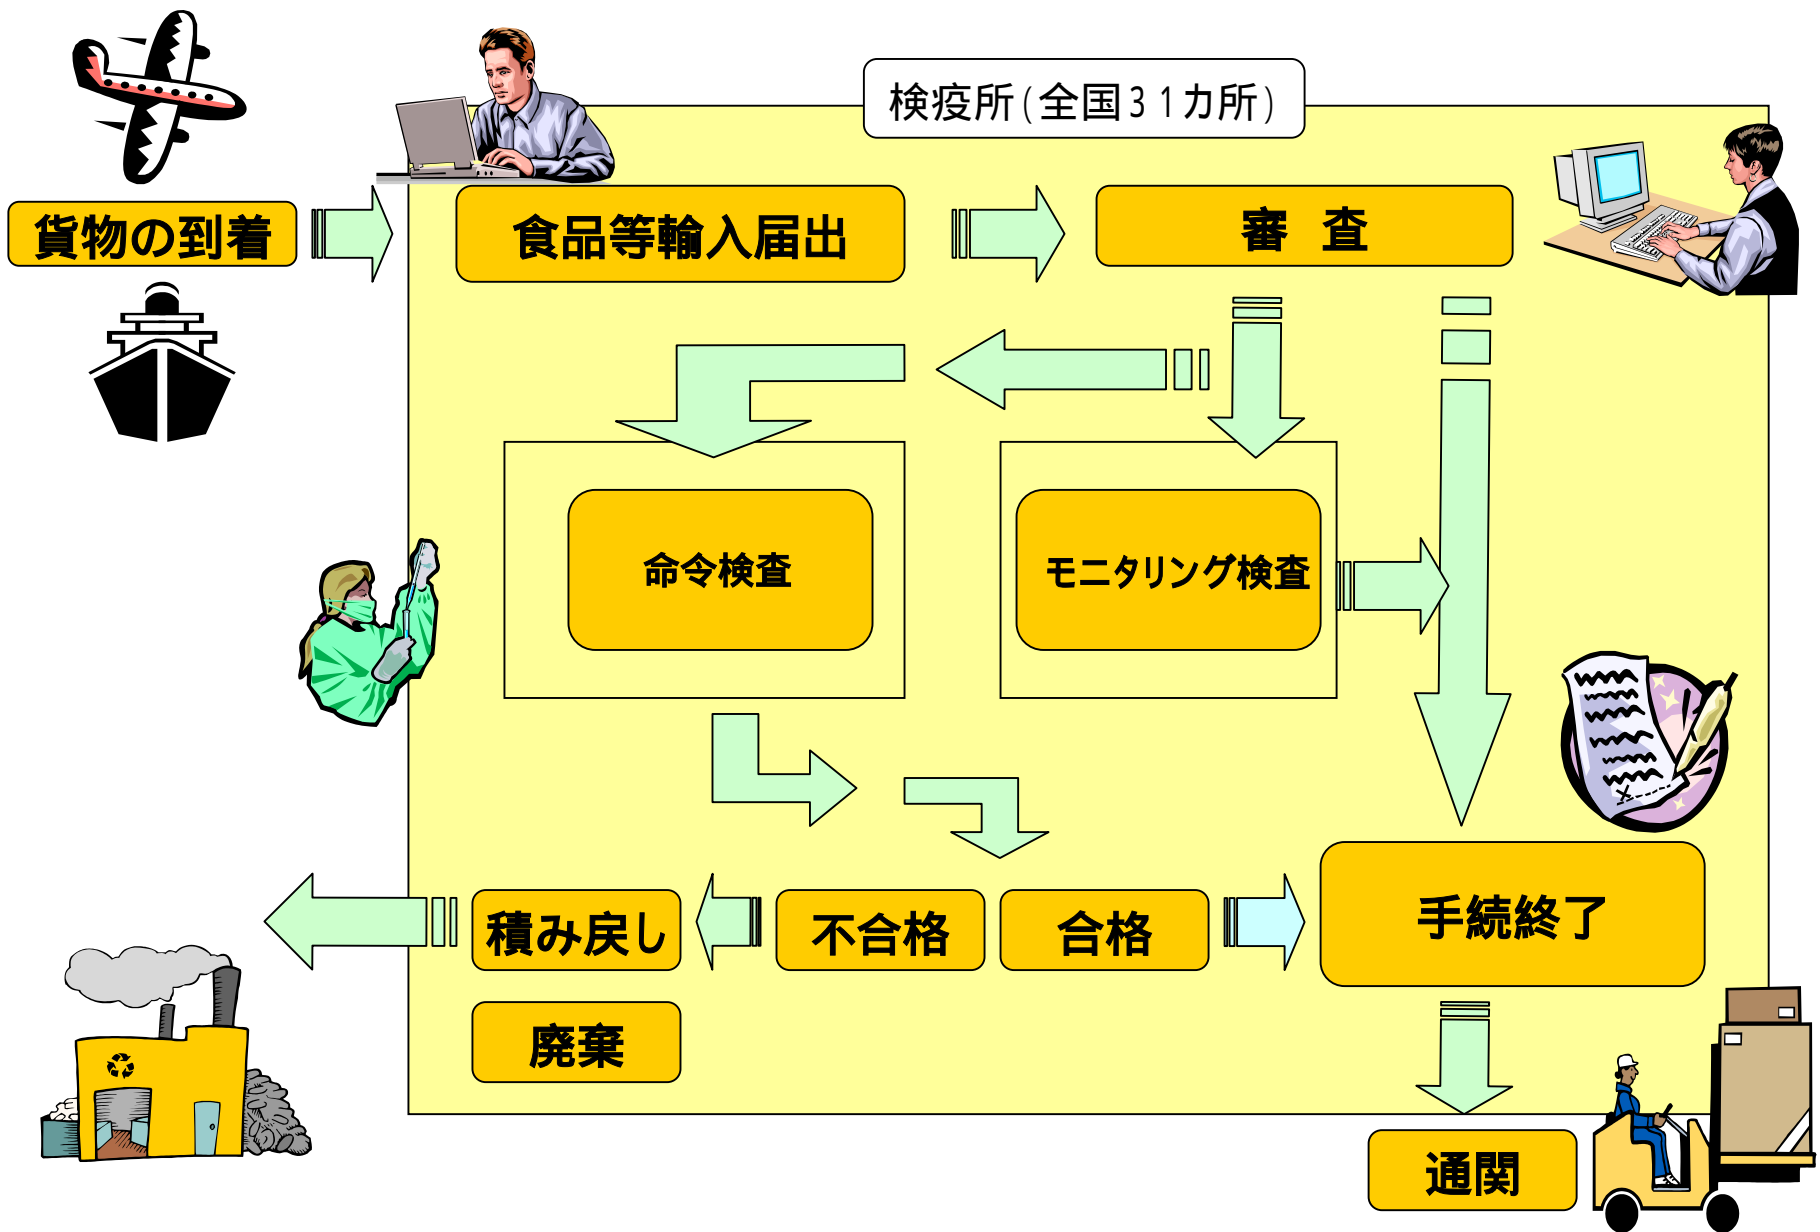 検疫所(全国31カ所)
貨物の到着
食品等輸入届出
審 査
命令検査
モニタリング検査
積み戻し
不合格
合格
手続終了
廃棄
通関